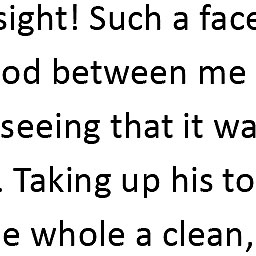 sight! Such a face
od between me
seeing that it wa
. Taking up his to
e whole a clean,